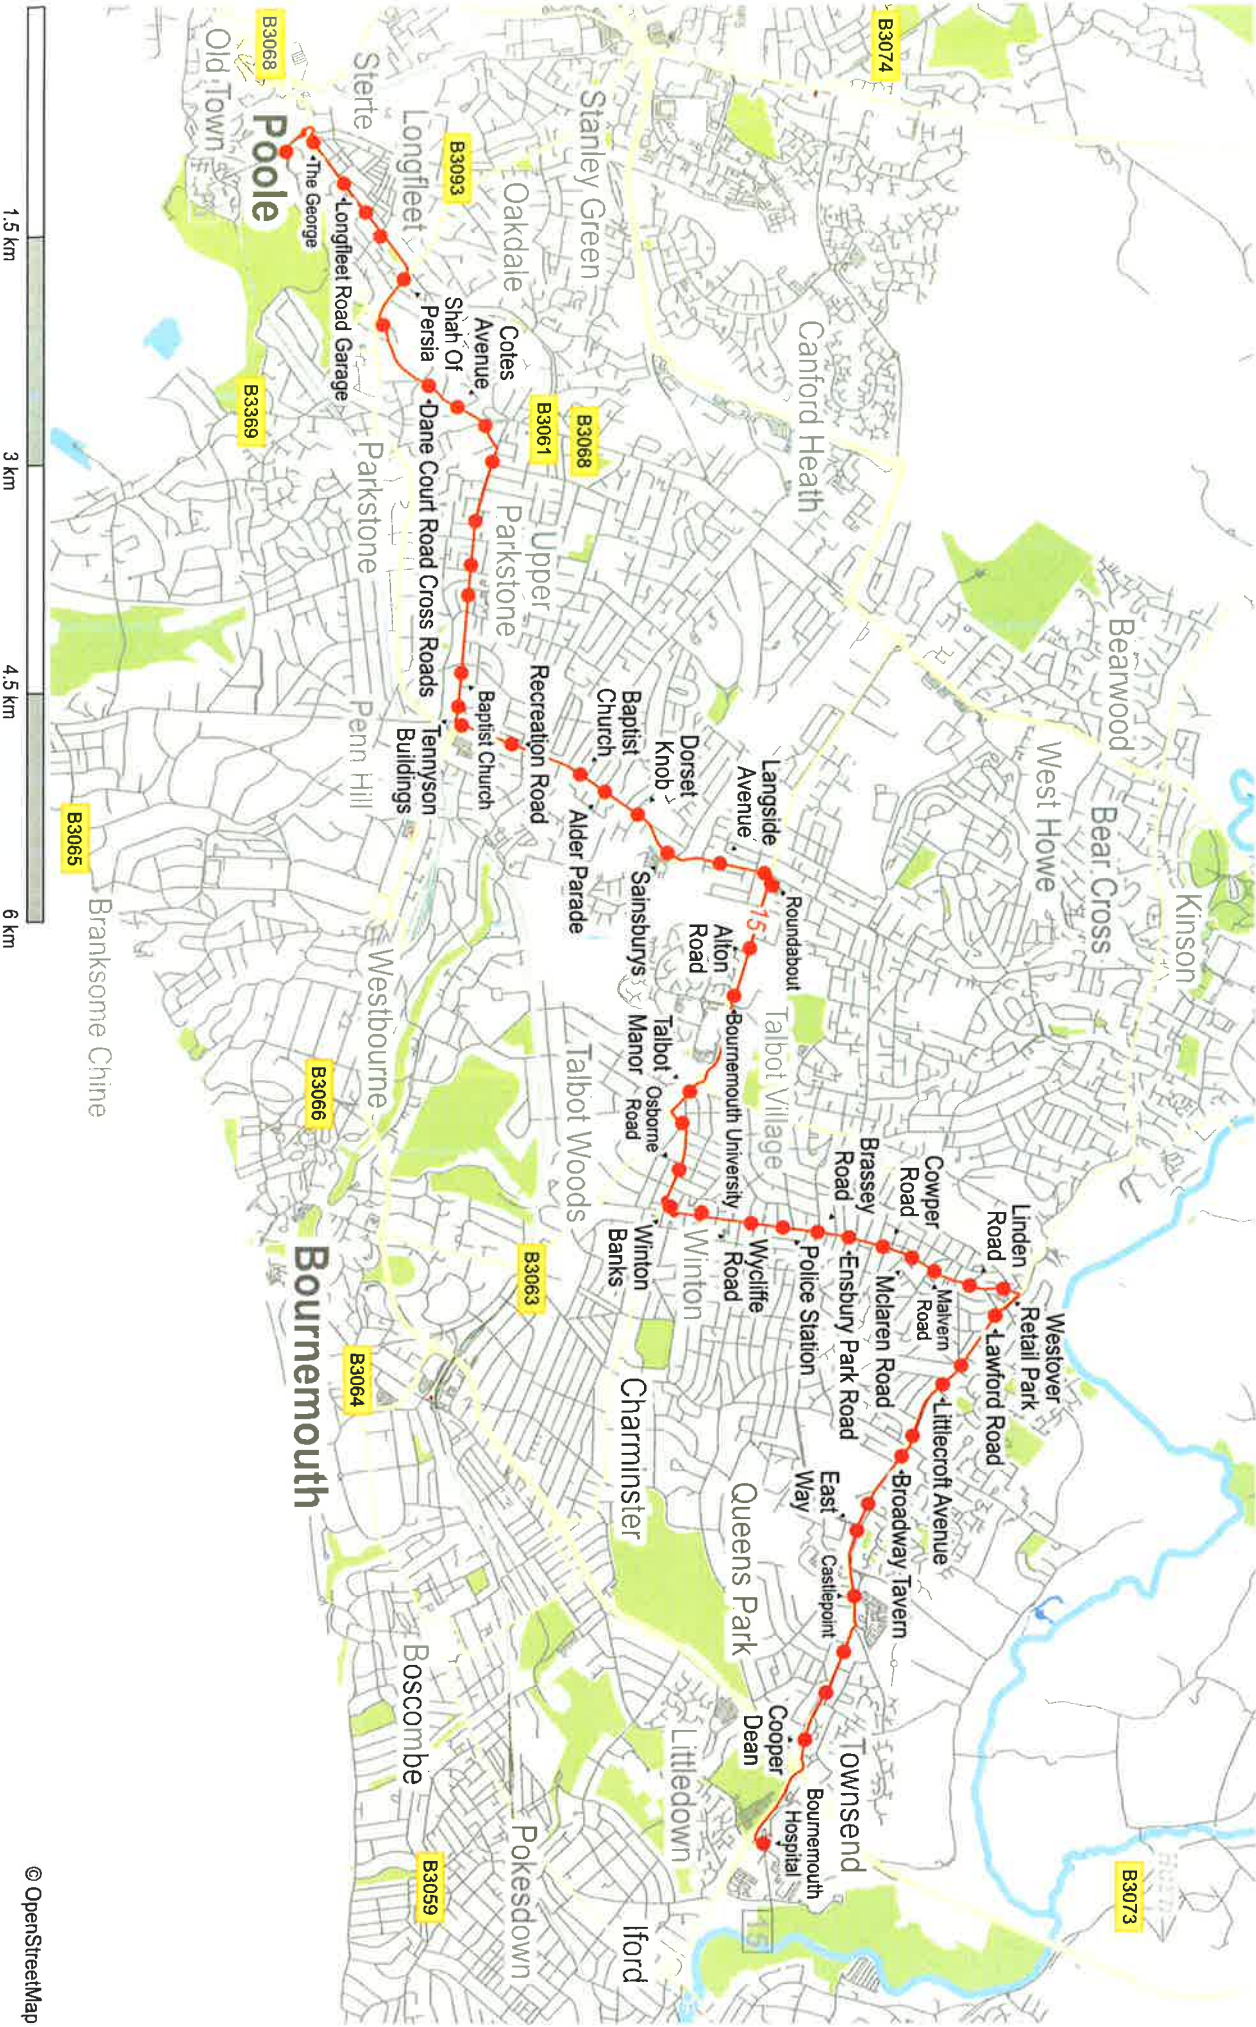 B3074
B3068
Old Town
Sterte
Longfleet
B3093
Oakdale
Stanley Green
Canford Heath
Poole
The George
Longfleet Road Garage
Shah Of
Persia
Cotes
Avenue
Dane Court Road Cross Roads
B3369
B3061
B3068
Parkstone
Upper
Parkstone
Bearwood
West Howe
Bear Cross
Kinson
Baptist Church
Tennyson
Buildings
Recreation Road
Baptist
Church
Alder Parade
Dorset
Knob
Sainsburys
Langside
Avenue
Roundabout
15
Alton
Road
Penn Hill
B3065
Branksome Chine
Westbourne
B3066
Talbot Woods
Talbot Village
Bournemouth University
Talbot
Manor
Osborne
Road
Winton
Banks
Winton
Wycliffe
Road
Police Station
Brassey
Road
Ensbury Park Road
Cowper
Road
Mclaren Road
Malvern
Road
Linden
Road
Westover
Retail Park
Lawford Road
Littlecroft Avenue
Broadway Tavern
East
Way
Castlepoint
Bournemouth
B3063
B3064
Charminster
Queens Park
Boscombe
Cooper
Dean
Townsend
Bournemouth
Hospital
Littledown
Pokesdown
B3059
Iford
15
B3073
1.5 km
3 km
4.5 km
6 km
© OpenStreetMap